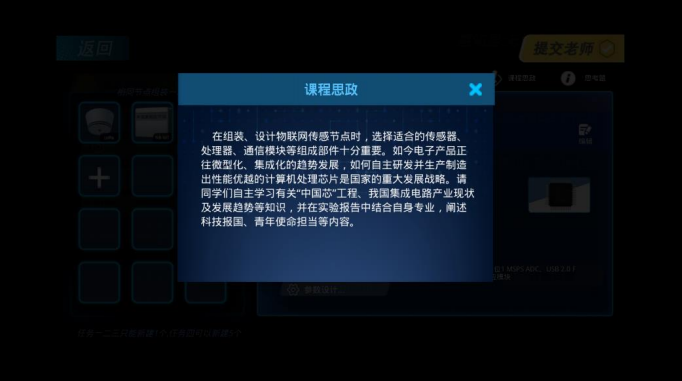 返回
提交老师
课程思政
课程思政
在组装、设计物联网传感节点时，选择适合的传感器、
处理器、通信模块等组成部件十分重要。如今电子产品正
往微型化、集成化的趋势发展，如何自主研发并生产制造
出性能优越的计算机处理芯片是国家的重大发展战略。请
同学们自主学习有关“中国芯”工程、我国集成电路产业现状
及发展趋势等知识，并在实验报告中结合自身专业，阐述
科技报国、青年使命担当等内容。